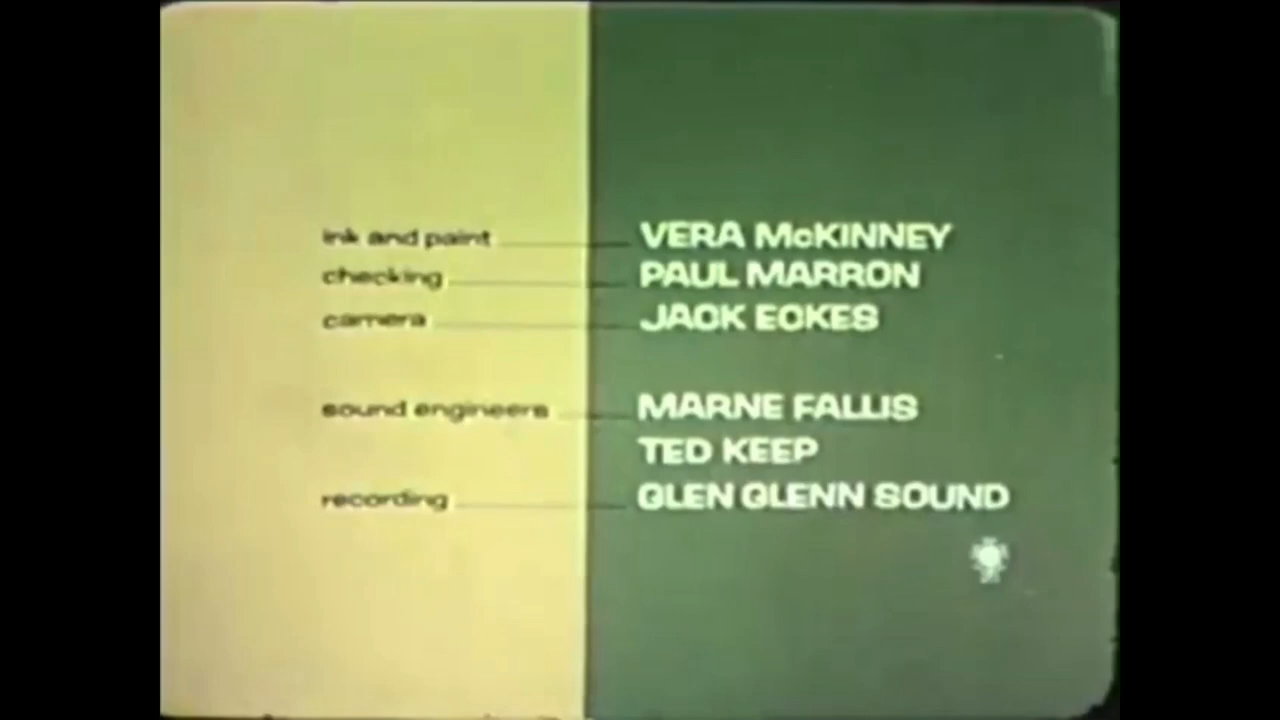 ink and paint VERA McKINNEY
checking PAUL MARRON
camera JACK ECKES
sound engineers MARNE FALLIS
TED KEEP
recording GLEN GLENN SOUND